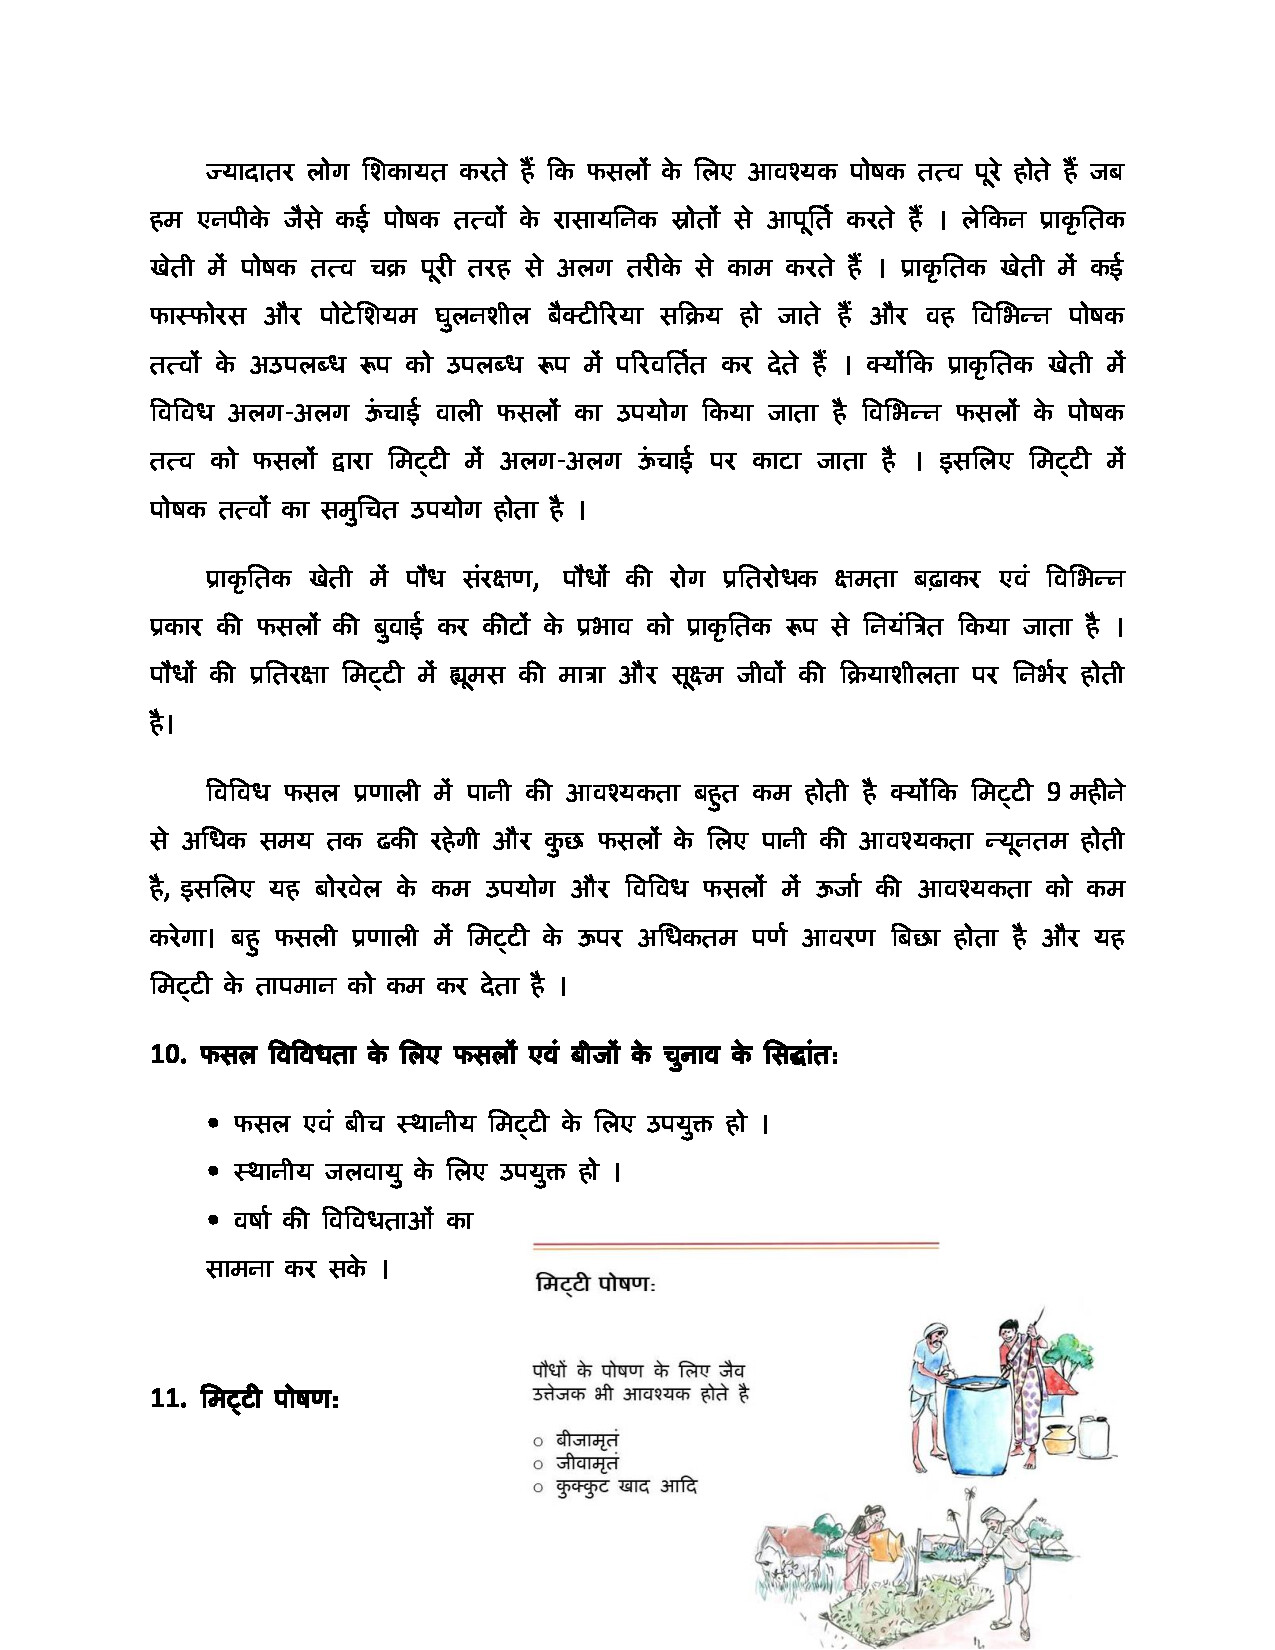 ज्यादातर लोग शिकायत करते हैं कि फसलों के लिए आवश्यक पोषक तत्व पूरे होते हैं जब
हम एनपीके जैसे कई पोषक तत्वों के रासायनिक स्रोतों से आपूर्ति करते हैं । लेकिन प्राकृतिक
खेती में पोषक तत्व चक्र पूरी तरह से अलग तरीके से काम करते हैं । प्राकृतिक खेती में कई
फास्फोरस और पोटेशियम घुलनशील बैक्टीरिया सक्रिय हो जाते हैं और वह विभिन्न पोषक
तत्वों के अउपलब्ध रूप को उपलब्ध रूप में परिवर्तित कर देते हैं । क्योंकि प्राकृतिक खेती में
विविध अलग-अलग ऊंचाई वाली फसलों का उपयोग किया जाता है विभिन्न फसलों के पोषक
तत्व को फसलों द्वारा मिट्टी में अलग-अलग ऊंचाई पर काटा जाता है । इसलिए मिट्टी में
पोषक तत्वों का समुचित उपयोग होता है ।
प्राकृतिक खेती में पौध संरक्षण, पौधों की रोग प्रतिरोधक क्षमता बढ़ाकर एवं विभिन्न
प्रकार की फसलों की बुवाई कर कीटों के प्रभाव को प्राकृतिक रूप से नियंत्रित किया जाता है ।
पौधों की प्रतिरक्षा मिट्टी में ह्यूमस की मात्रा और सूक्ष्म जीवों की क्रियाशीलता पर निर्भर होती
है।
विविध फसल प्रणाली में पानी की आवश्यकता बहुत कम होती है क्योंकि मिट्टी 9 महीने
से अधिक समय तक ढकी रहेगी और कुछ फसलों के लिए पानी की आवश्यकता न्यूनतम होती
है, इसलिए यह बोरवेल के कम उपयोग और विविध फसलों में ऊर्जा की आवश्यकता को कम
करेगा। बहु फसली प्रणाली में मिट्टी के ऊपर अधिकतम पर्ण आवरण बिछा होता है और यह
मिट्टी के तापमान को कम कर देता है ।
10. फसल विविधता के लिए फसलों एवं बीजों के चुनाव के सिद्धांत:
• फसल एवं बीच स्थानीय मिट्टी के लिए उपयुक्त हो ।
• स्थानीय जलवायु के लिए उपयुक्त हो ।
• वर्षा की विविधताओं का
सामना कर सके ।
11. मिट्टी पोषण:
मिट्टी पोषण:
पौधों के पोषण के लिए जैव
उत्तेजक भी आवश्यक होते है
o बीजामृतं
o जीवामृतं
o कुक्कुट खाद आदि